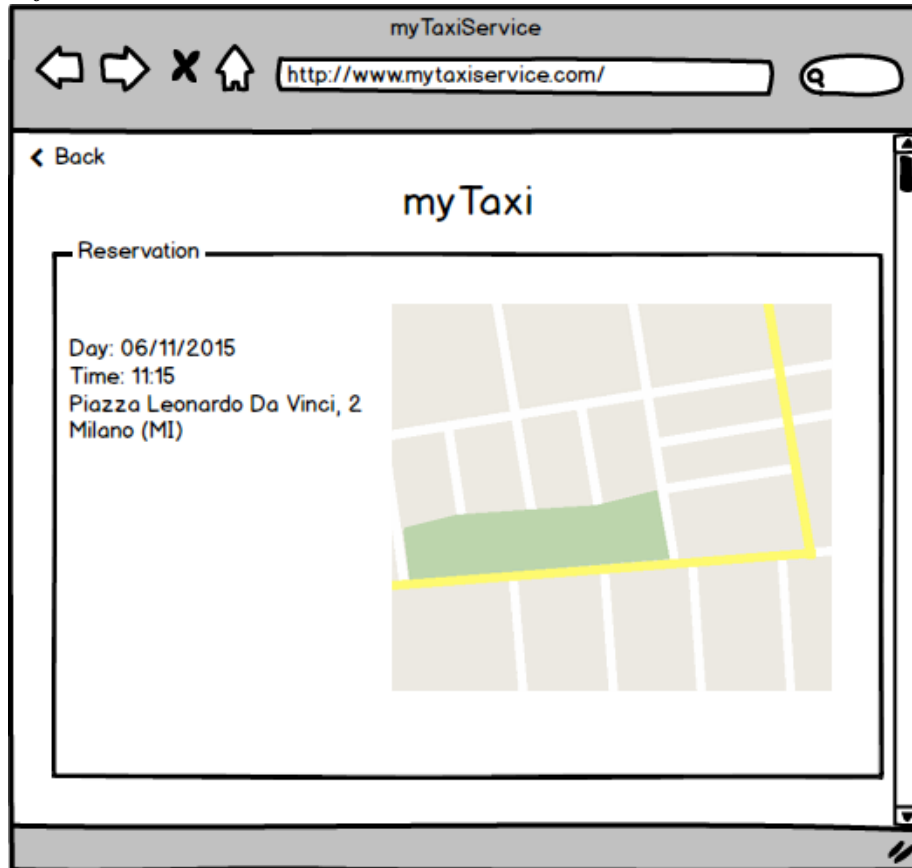 myTaxiService
http://www.mytaxiservice.com/
Back
myTaxi
Reservation
Day: 06/11/2015
Time: 11:15
Piazza Leonardo Da Vinci, 2
Milano (MI)